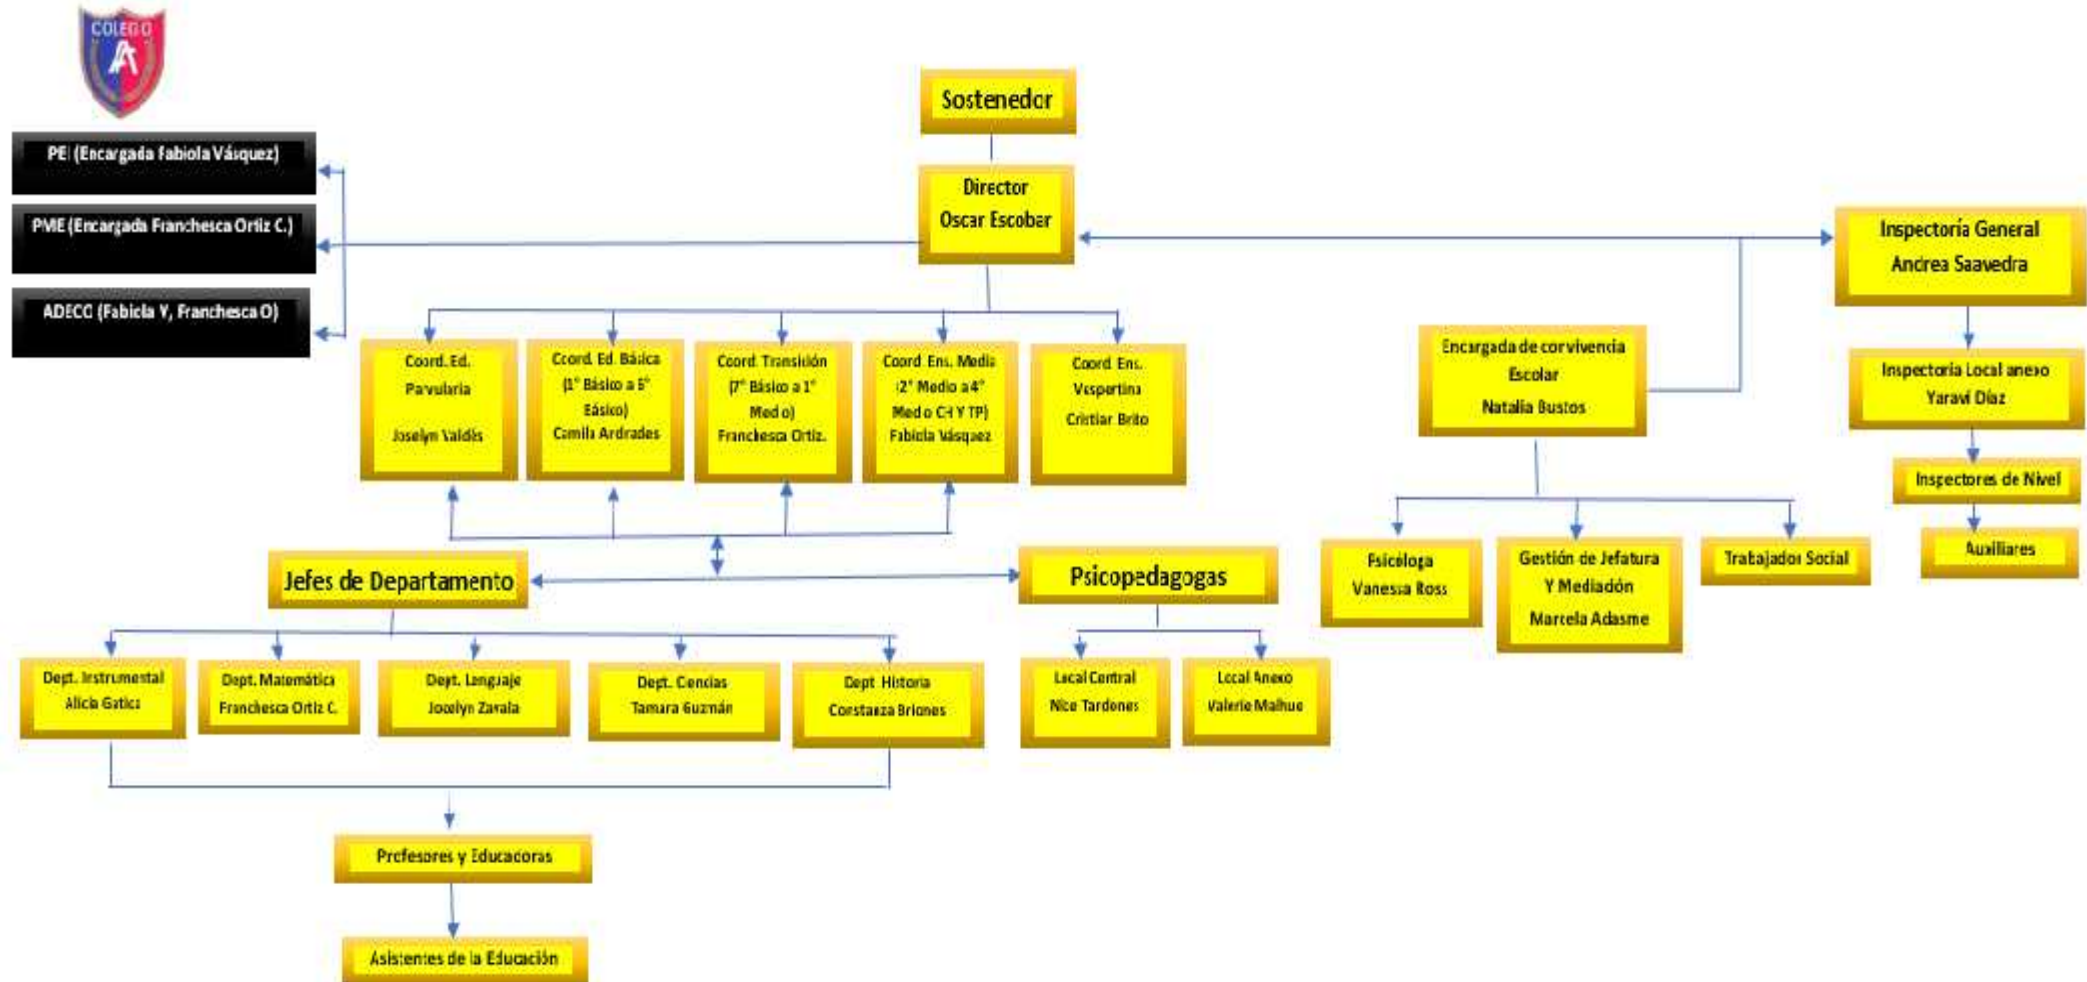 COLEGIO
A
Sostenedor
PEI (Encargada Fabiola Vásquez)
PME (Encargada Franchesca Ortiz C.)
ADECO (Fabiola V, Franchesca O)
Director
Oscar Escobar
Inspectoría General
Andrea Saavedra
Coord. Ed.
Parvularia
Joselyn Valdés
Coord. Ed. Básica
(1° Básico a 6°
Básico)
Camila Andrades
Coord. Transición
(7° Básico a 1°
Medio)
Franchesca Ortiz.
Coord. Ens. Media
(2° Medio a 4°
Medio CH Y TP)
Fabiola Vásquez
Coord. Ens.
Vespertina
Cristian Brito
Encargada de convivencia
Escolar
Natalia Bustos
Inspectoría Local anexo
Yaravi Díaz
Inspectores de Nivel
Auxiliares
Jefes de Departamento
Psicopedagogas
Psicóloga
Vanessa Ross
Gestión de Jefatura
Y Mediación
Marcela Adasme
Trabajador Social
Dept. Instrumental
Alicia Gatica
Dept. Matemática
Franchesca Ortiz C.
Dept. Lenguaje
Jocelyn Zavala
Dept. Ciencias
Tamara Guzmán
Dept. Historia
Constanza Briones
Local Central
Nice Tardones
Local Anexo
Valerie Malhue
Profesores y Educadoras
Asistentes de la Educación